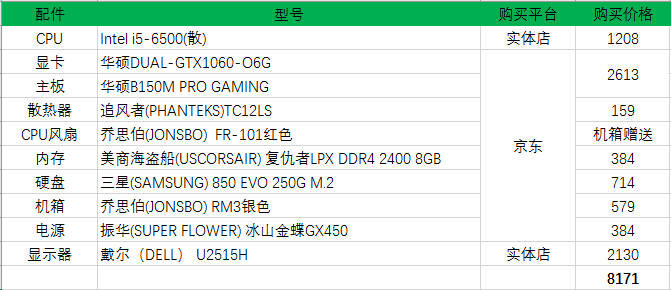 配件 型号 购买平台 购买价格
CPU Intel i5-6500(散) 实体店 1208
显卡 华硕DUAL-GTX1060-O6G 京东 2613
主板 华硕B150M PRO GAMING
散热器 追风者(PHANTEKS)TC12LS 159
CPU风扇 乔思伯(JONSBO) FR-101红色 机箱赠送
内存 美商海盗船(USCORSAIR) 复仇者LPX DDR4 2400 8GB 384
硬盘 三星(SAMSUNG) 850 EVO 250G M.2 714
机箱 乔思伯(JONSBO) RM3银色 579
电源 振华(SUPER FLOWER) 冰山金蝶GX450 384
显示器 戴尔（DELL） U2515H 实体店 2130
8171